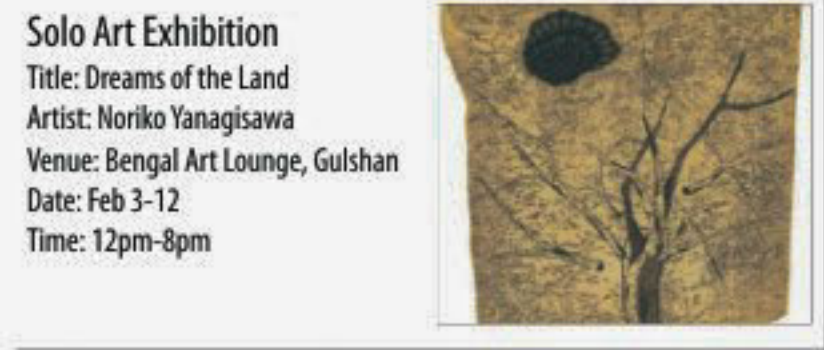 Solo Art Exhibition
Title: Dreams of the Land
Artist: Noriko Yanagisawa
Venue: Bengal Art Lounge, Gulshan
Date: Feb 3-12
Time: 12pm-8pm